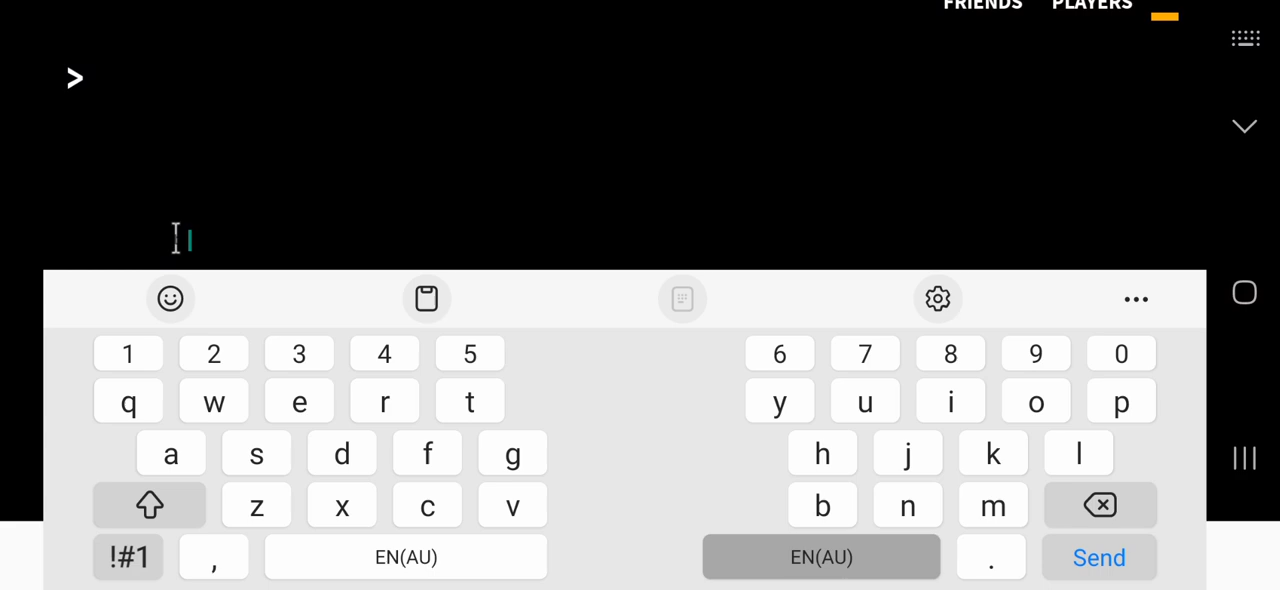 FRIENDS PLAYERS
>
1 2 3 4 5 6 7 8 9 0
q w e r t y u i o p
a s d f g h j k l
z x c v b n m
!#1 , EN(AU) EN(AU) . Send